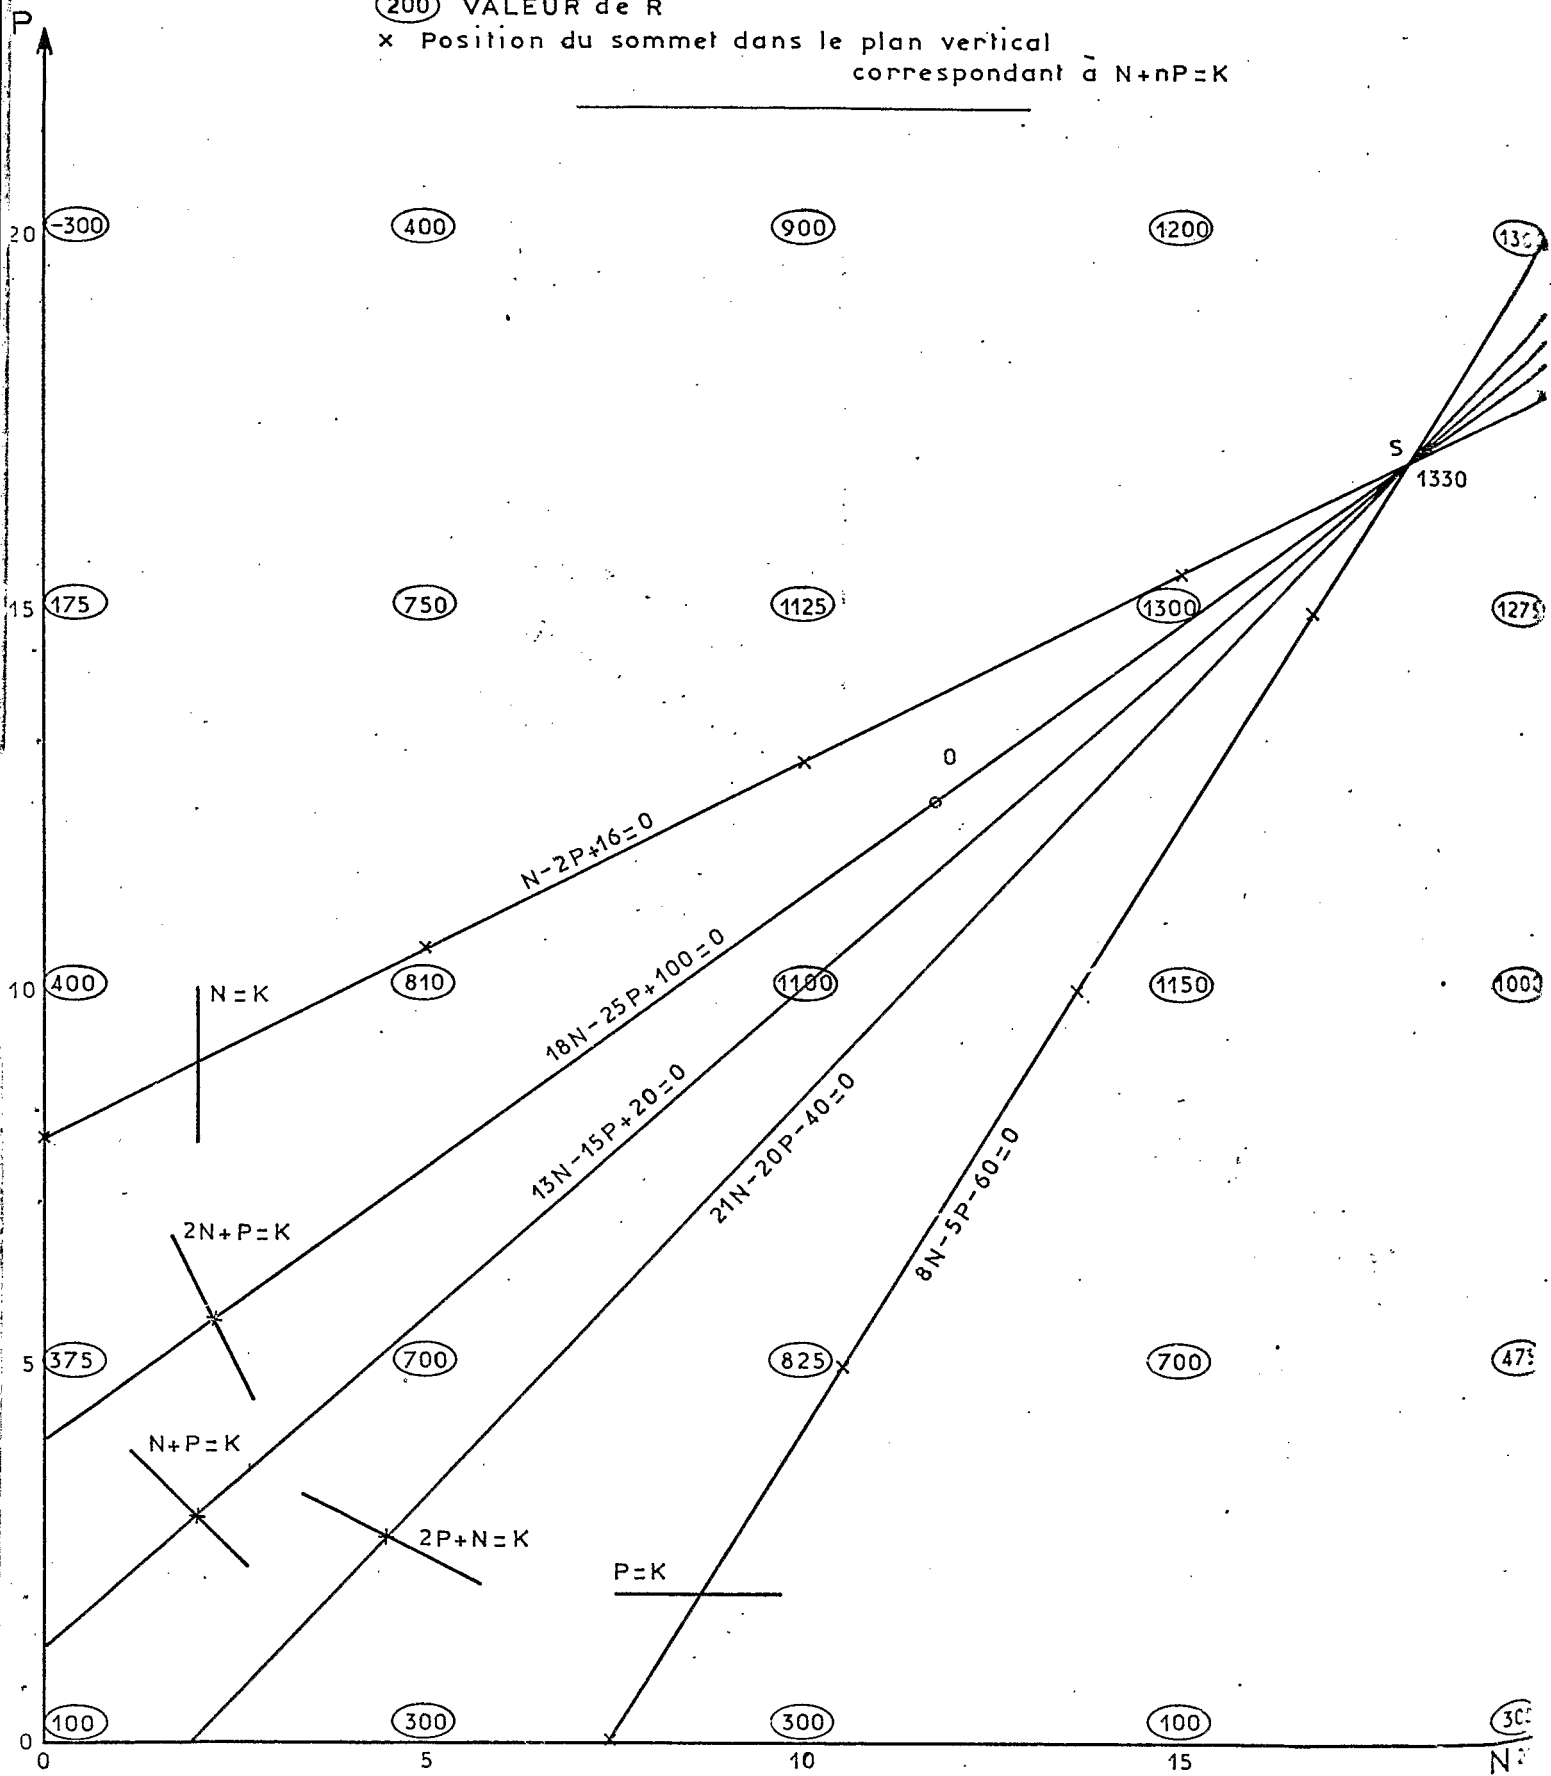 (200) VALEUR de R
× Position du sommet dans le plan vertical
correspondant à N+nP=K
P
20 -300 400 900 1200
S
1330
15 175 750 1125 1300 1275
O
N-2P+16=0
18N-25P+100=0
10 400 810 1100 1150 1000
N=K
13N-15P+20=0
21N-20P-40=0
8N-5P-60=0
2N+P=K
5 375 700 825 700 475
N+P=K
2P+N=K
P=K
100 300 300 100
0
0 5 10 15 N